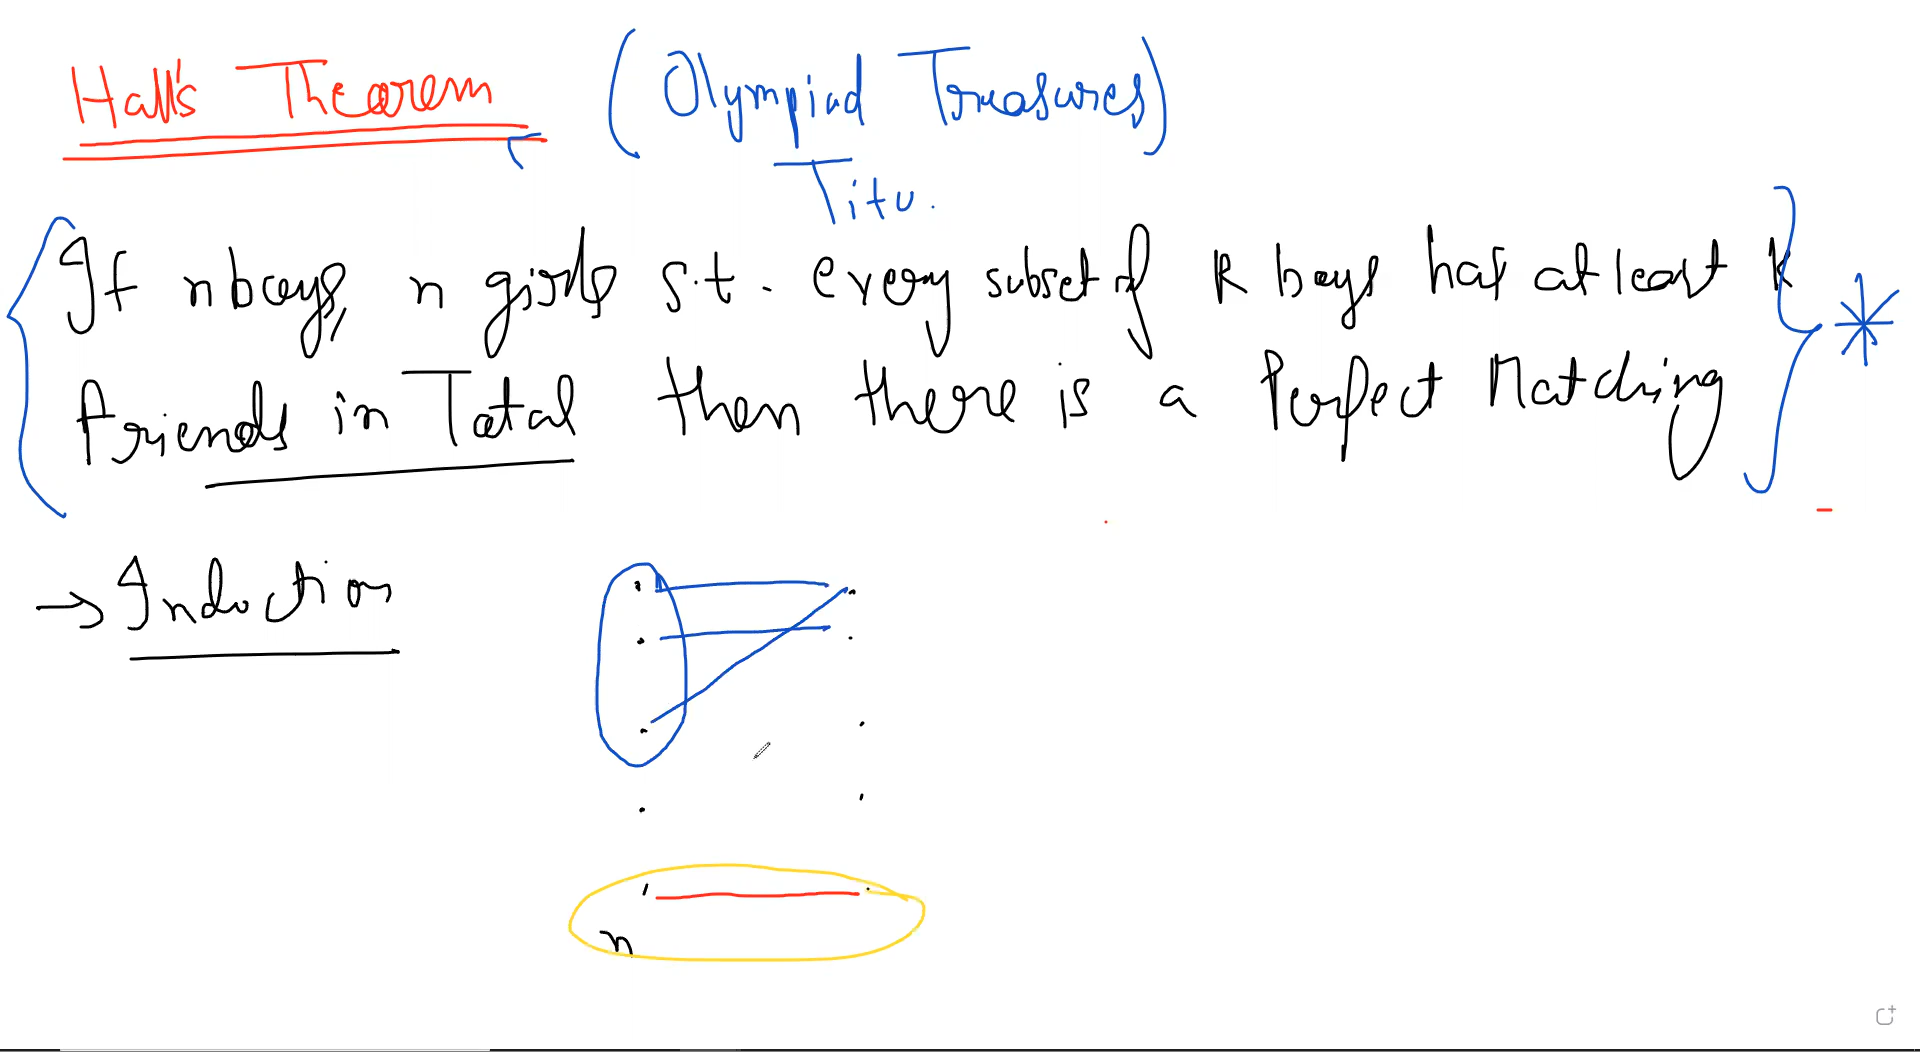 Hall's Theorem (Olympiad Treasures)
Titu.
If n boys, n girls s.t. every subset of k boys has at least k
friends in Total then there is a Perfect Matching
→ Induction
n